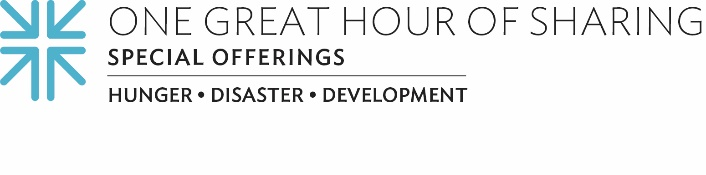 ONE GREAT HOUR OF SHARING
SPECIAL OFFERINGS
HUNGER • DISASTER • DEVELOPMENT